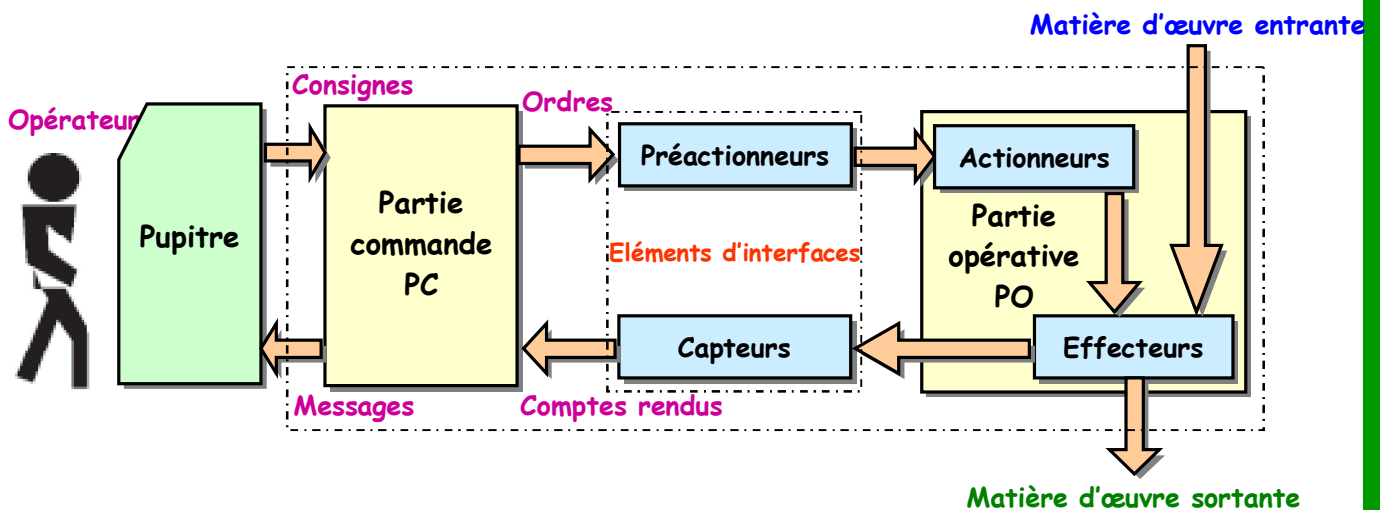 Matière d'œuvre entrante
Consignes
Ordres
Opérateur
Préactionneurs
Actionneurs
Partie
commande
PC
Pupitre
Partie
opérative
PO
Eléments d'interfaces
Capteurs
Effecteurs
Messages
Comptes rendus
Matière d'œuvre sortante